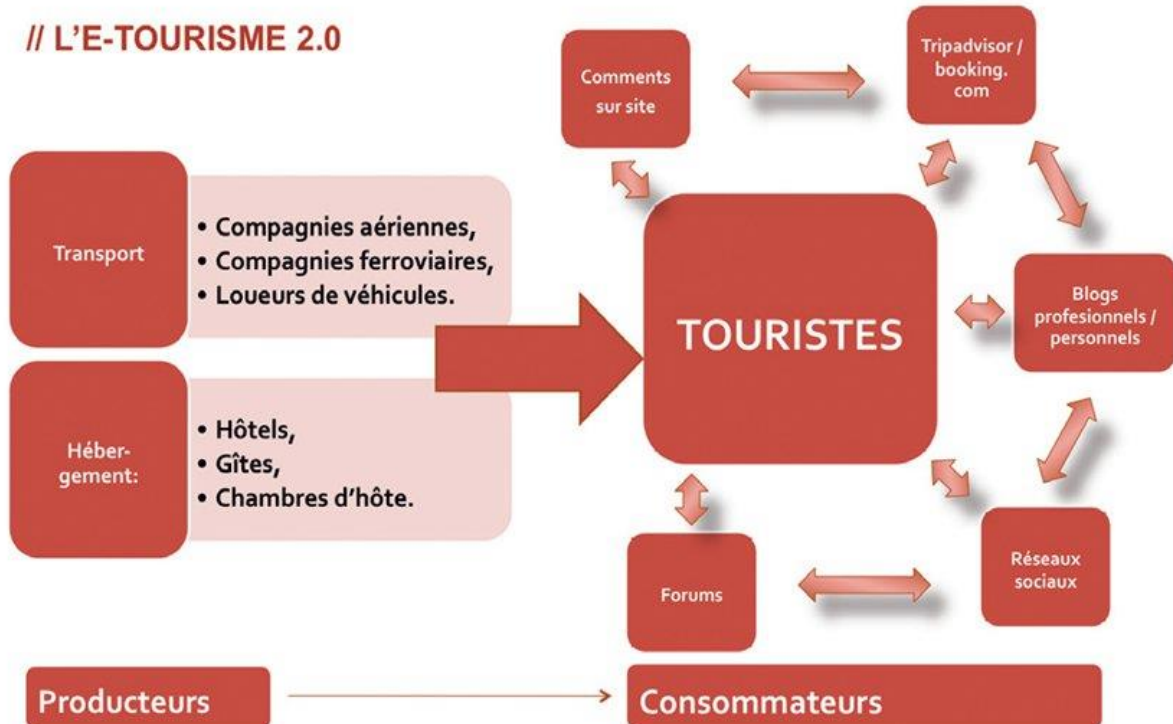 // L'E-TOURISME 2.0
Transport
• Compagnies aériennes,
• Compagnies ferroviaires,
• Loueurs de véhicules.
Héber-
gement:
• Hôtels,
• Gîtes,
• Chambres d'hôte.
Comments
sur site
Tripadvisor /
booking.
com
TOURISTES
Blogs
profesionnels /
personnels
Réseaux
sociaux
Forums
Producteurs
Consommateurs